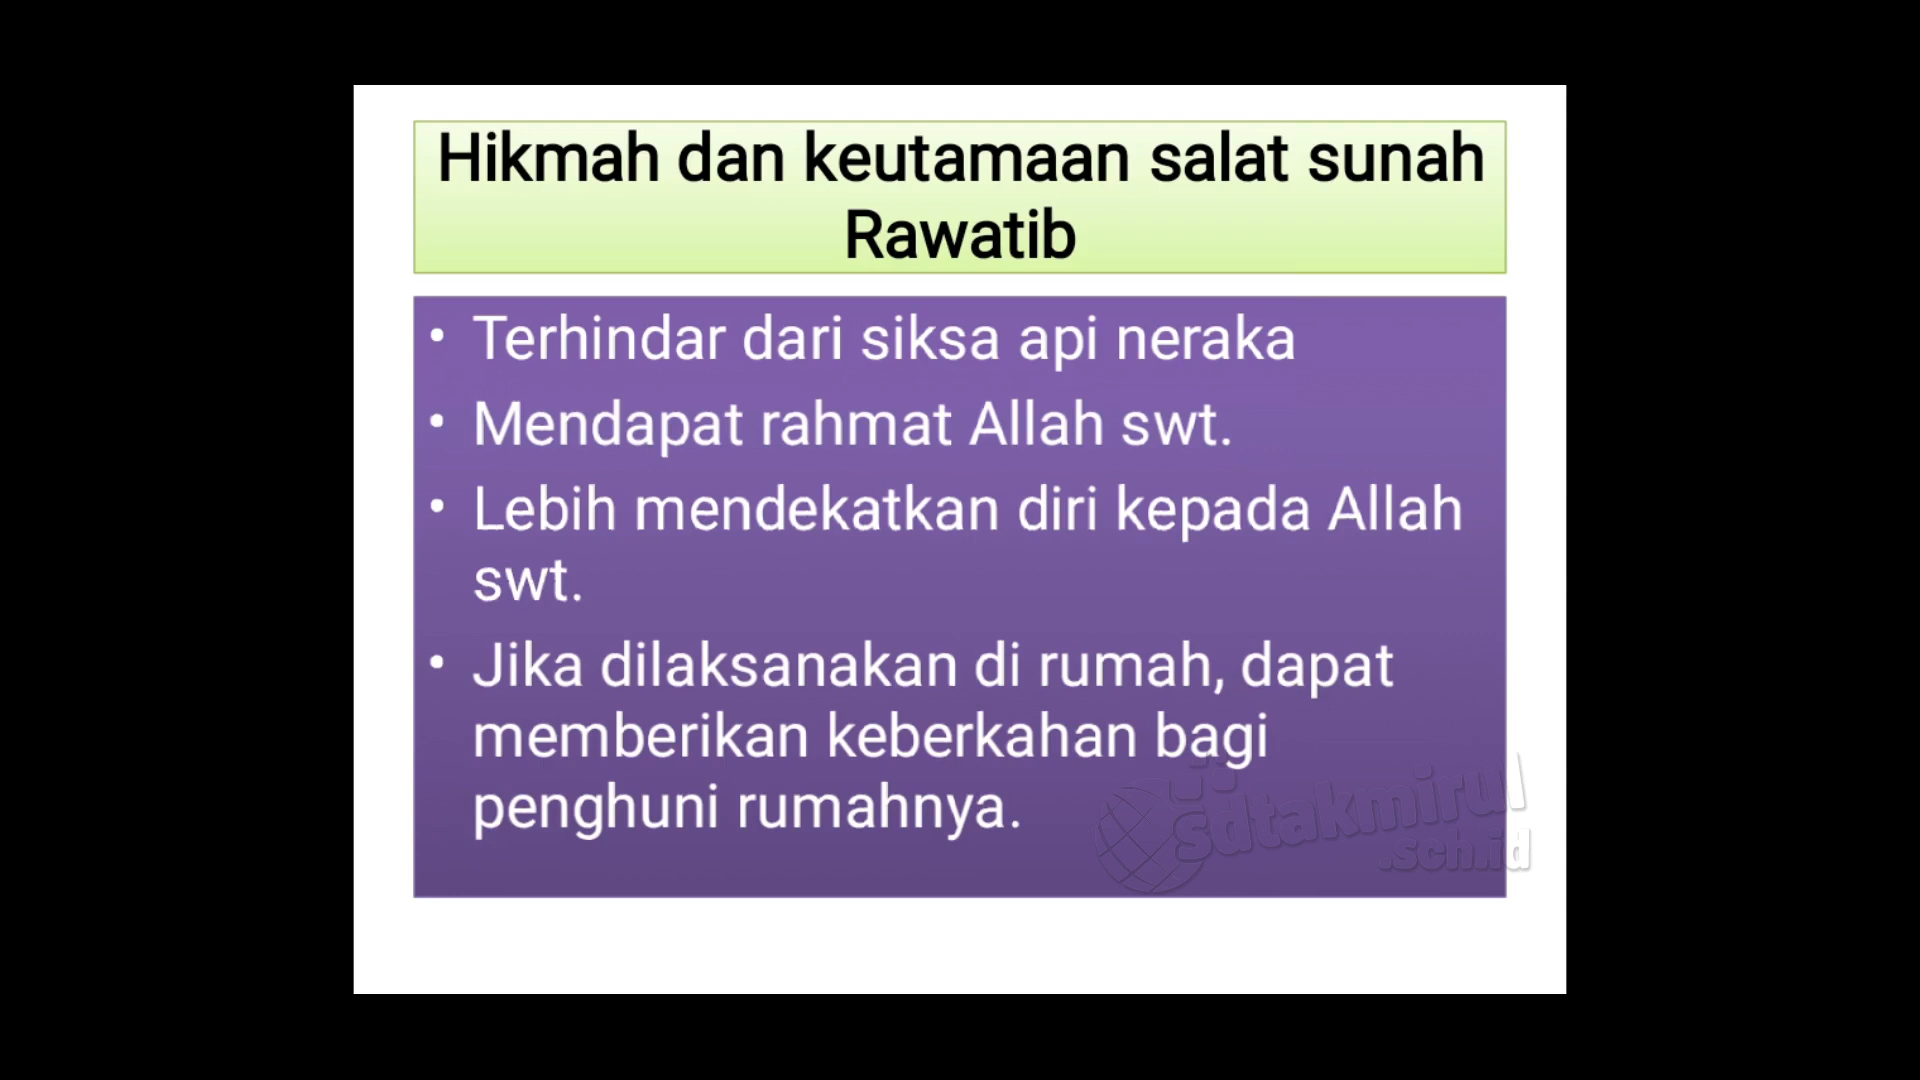 Hikmah dan keutamaan salat sunah
Rawatib
• Terhindar dari siksa api neraka
• Mendapat rahmat Allah swt.
• Lebih mendekatkan diri kepada Allah
swt.
• Jika dilaksanakan di rumah, dapat
memberikan keberkahan bagi
penghuni rumahnya.
sdtakmirul
.sch.id